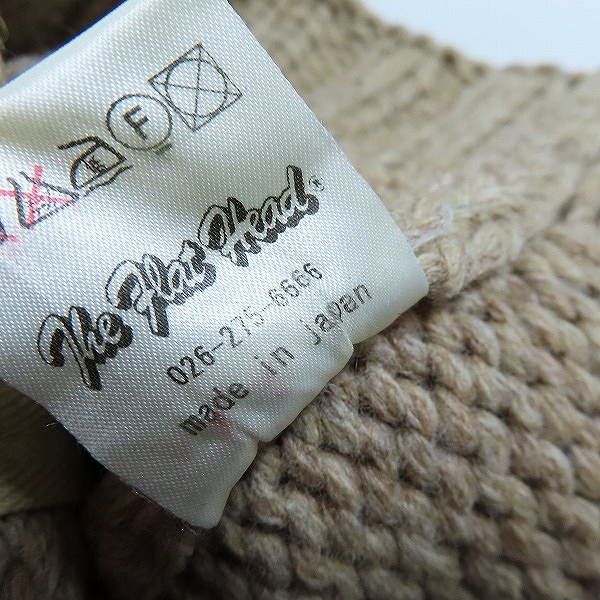 F
The Flat Head®
026-275-6666
made in japan